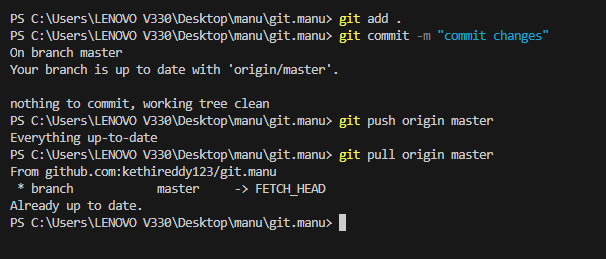 PS C:\Users\LENOVO V330\Desktop\manu\git.manu> git add .
PS C:\Users\LENOVO V330\Desktop\manu\git.manu> git commit -m "commit changes"
On branch master
Your branch is up to date with 'origin/master'.
nothing to commit, working tree clean
PS C:\Users\LENOVO V330\Desktop\manu\git.manu> git push origin master
Everything up-to-date
PS C:\Users\LENOVO V330\Desktop\manu\git.manu> git pull origin master
From github.com:kethireddy123/git.manu
 * branch            master     -> FETCH_HEAD
Already up to date.
PS C:\Users\LENOVO V330\Desktop\manu\git.manu>